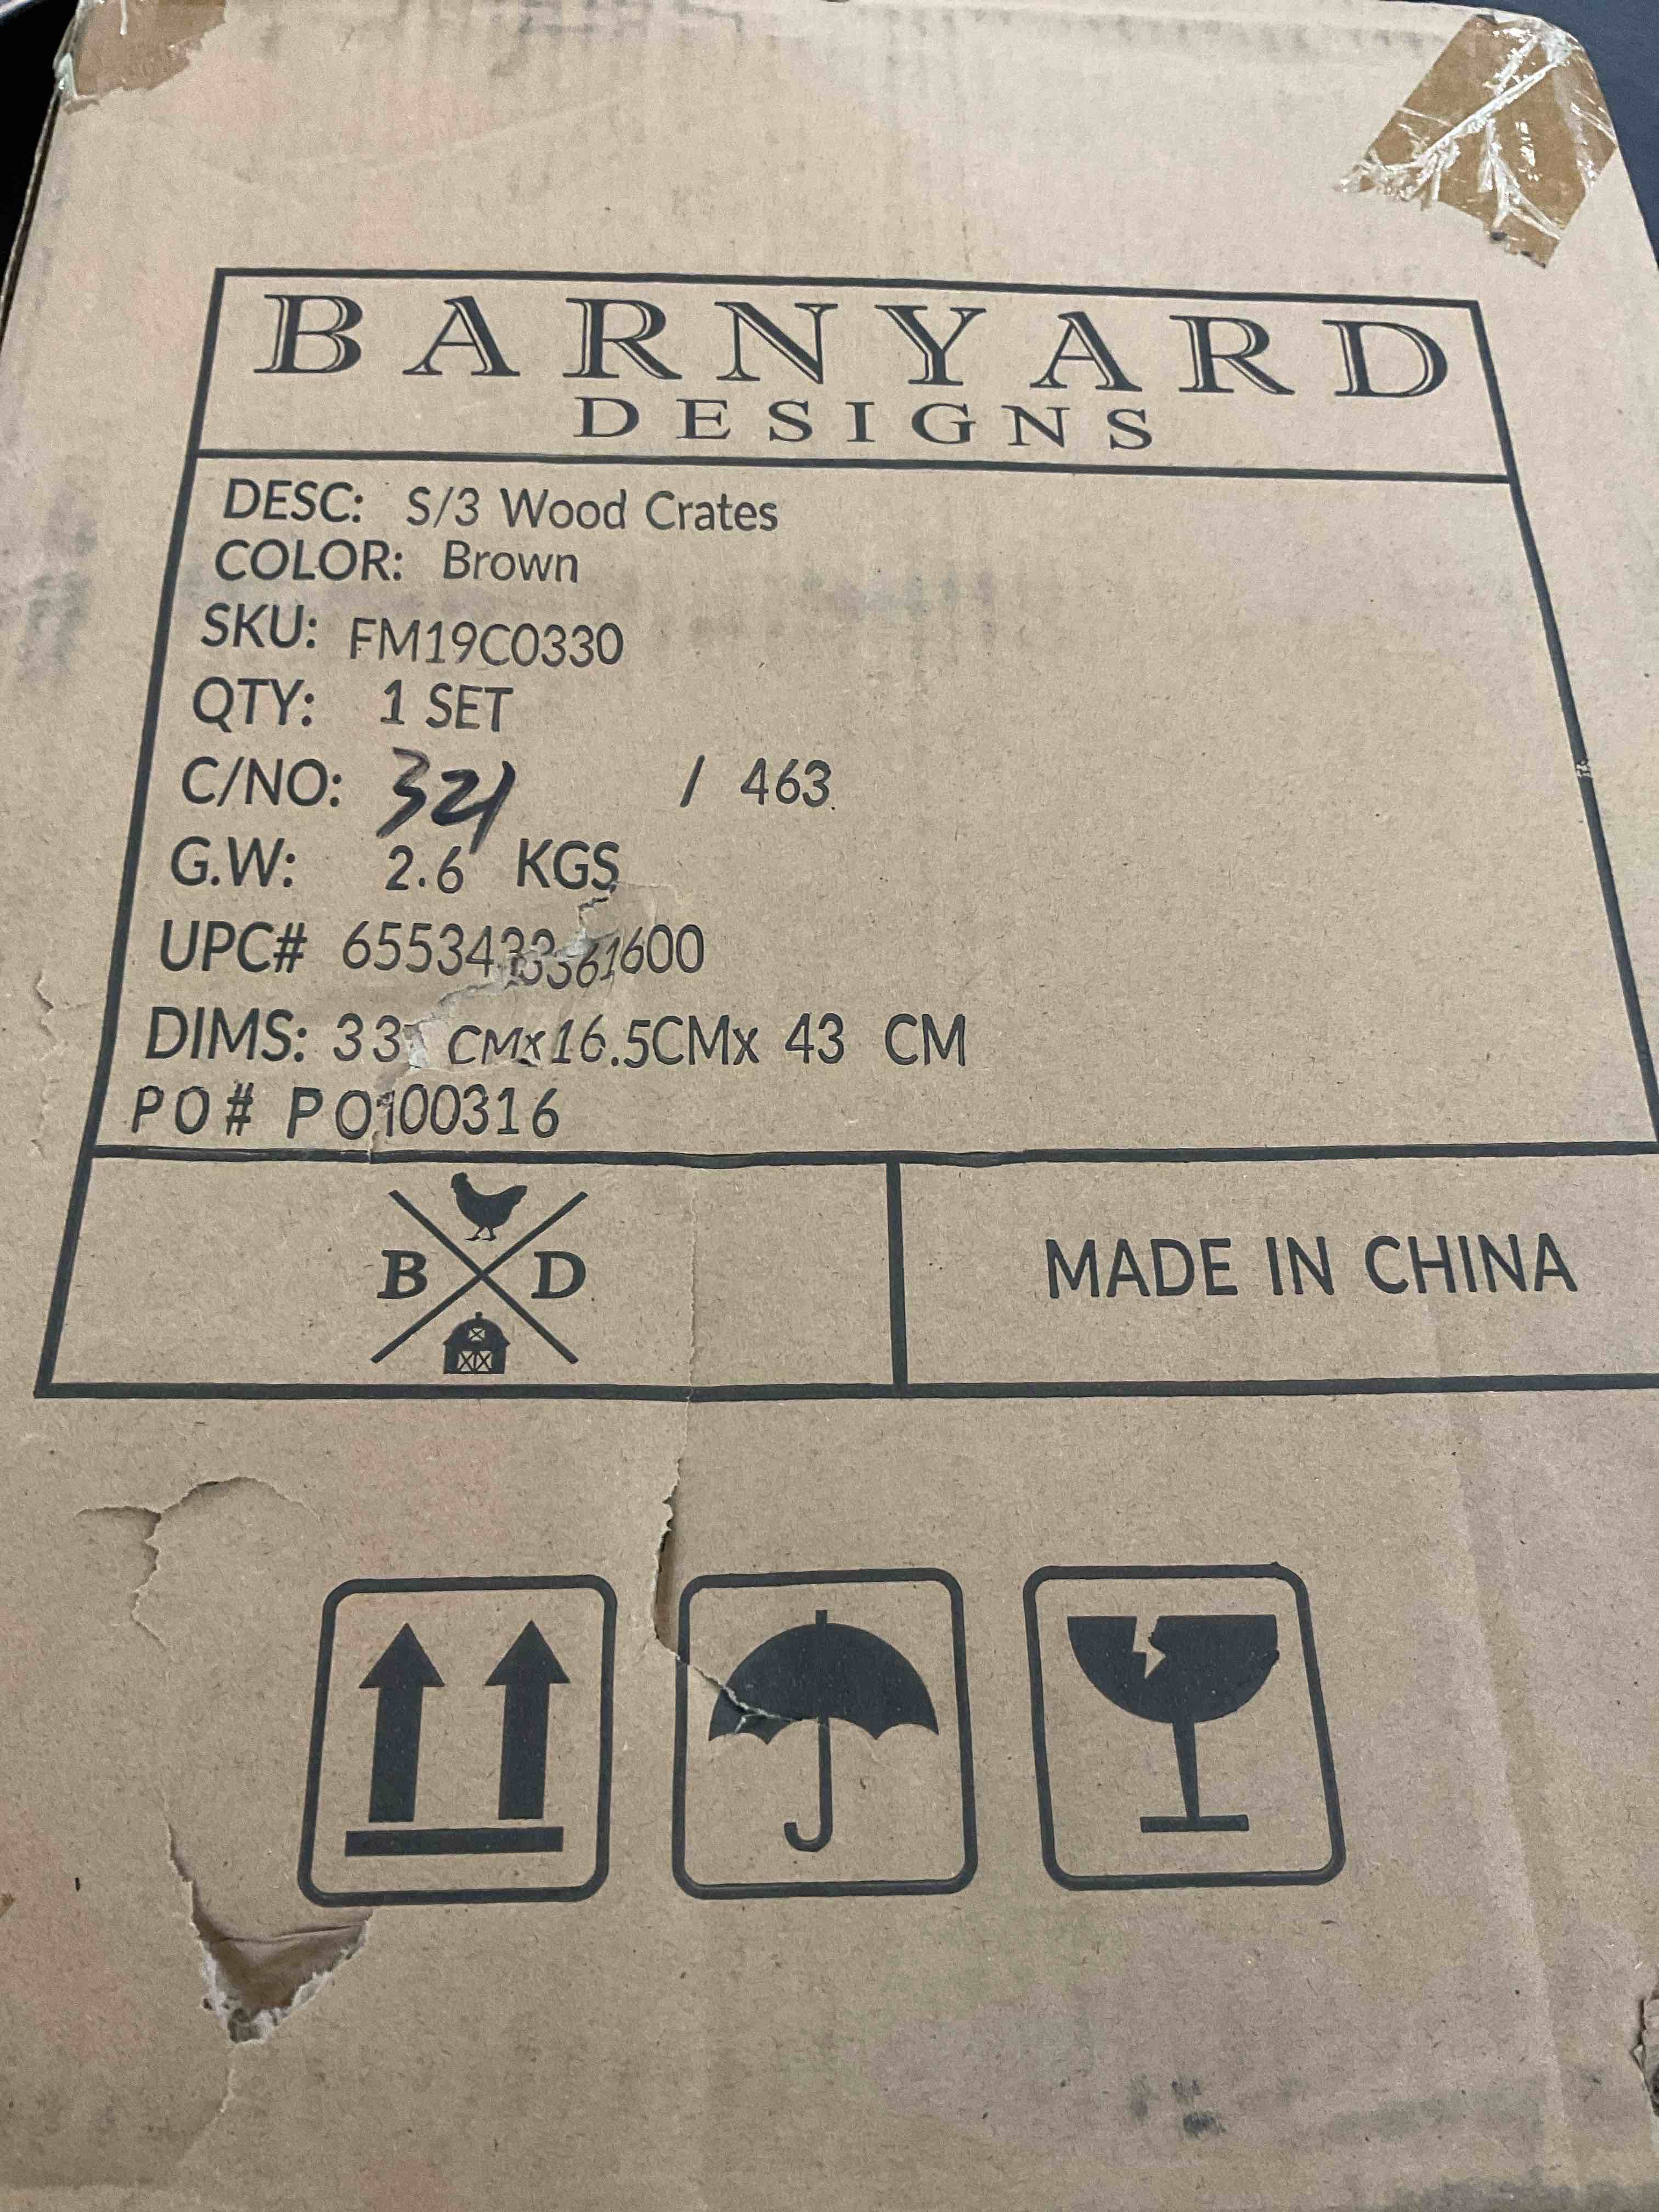 BARNYARD
DESIGNS
DESC: S/3 Wood Crates
COLOR: Brown
SKU: FM19C0330
QTY: 1 SET
C/NO: 321 / 463
G.W: 2.6 KGS
UPC#
DIMS: CMx16.5CMx 43 CM
PO# PO100316
B D
MADE IN CHINA